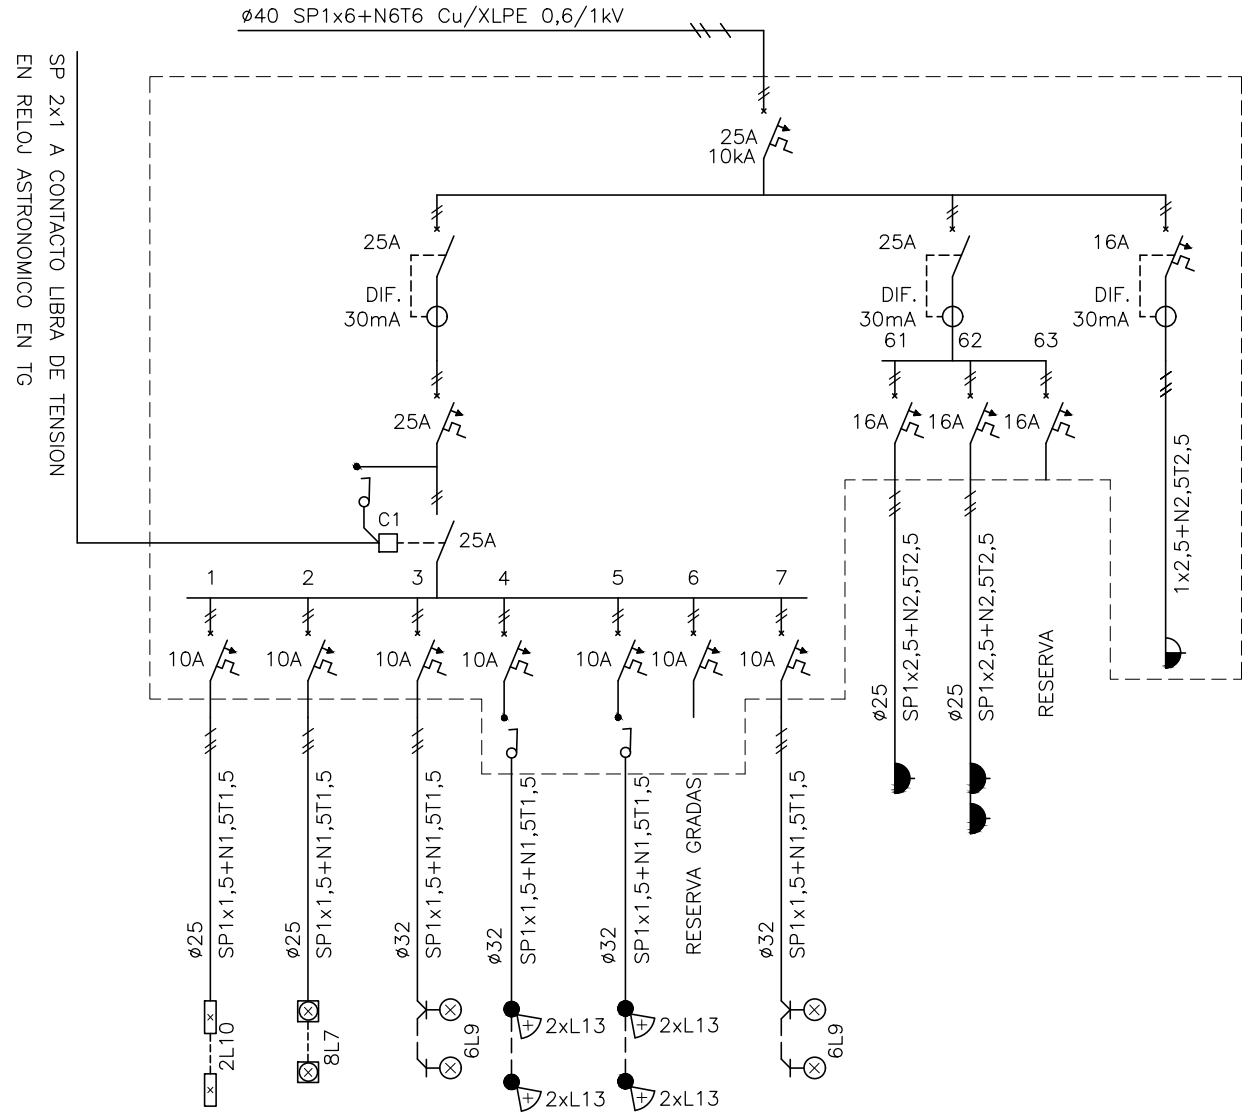 ø40 SP1x6+N6T6 Cu/XLPE 0,6/1kV
SP 2x1 A CONTACTO LIBRA DE TENSION
EN RELOJ ASTRONOMICO EN TG
25A
10kA
25A
DIF.
30mA
25A
DIF.
30mA
16A
DIF.
30mA
61
62
63
25A
16A
16A
16A
C1
25A
1x2,5+N2,5T2,5
1
2
3
4
5
6
7
10A
10A
10A
10A
10A
10A
10A
ø25
SP1x2,5+N2,5T2,5
ø25
SP1x2,5+N2,5T2,5
RESERVA
ø25
SP1x1,5+N1,5T1,5
ø25
SP1x1,5+N1,5T1,5
ø32
SP1x1,5+N1,5T1,5
ø32
SP1x1,5+N1,5T1,5
ø32
SP1x1,5+N1,5T1,5
RESERVA GRADAS
ø32
SP1x1,5+N1,5T1,5
2L10
8L7
6L9
2xL13
2xL13
2xL13
2xL13
6L9